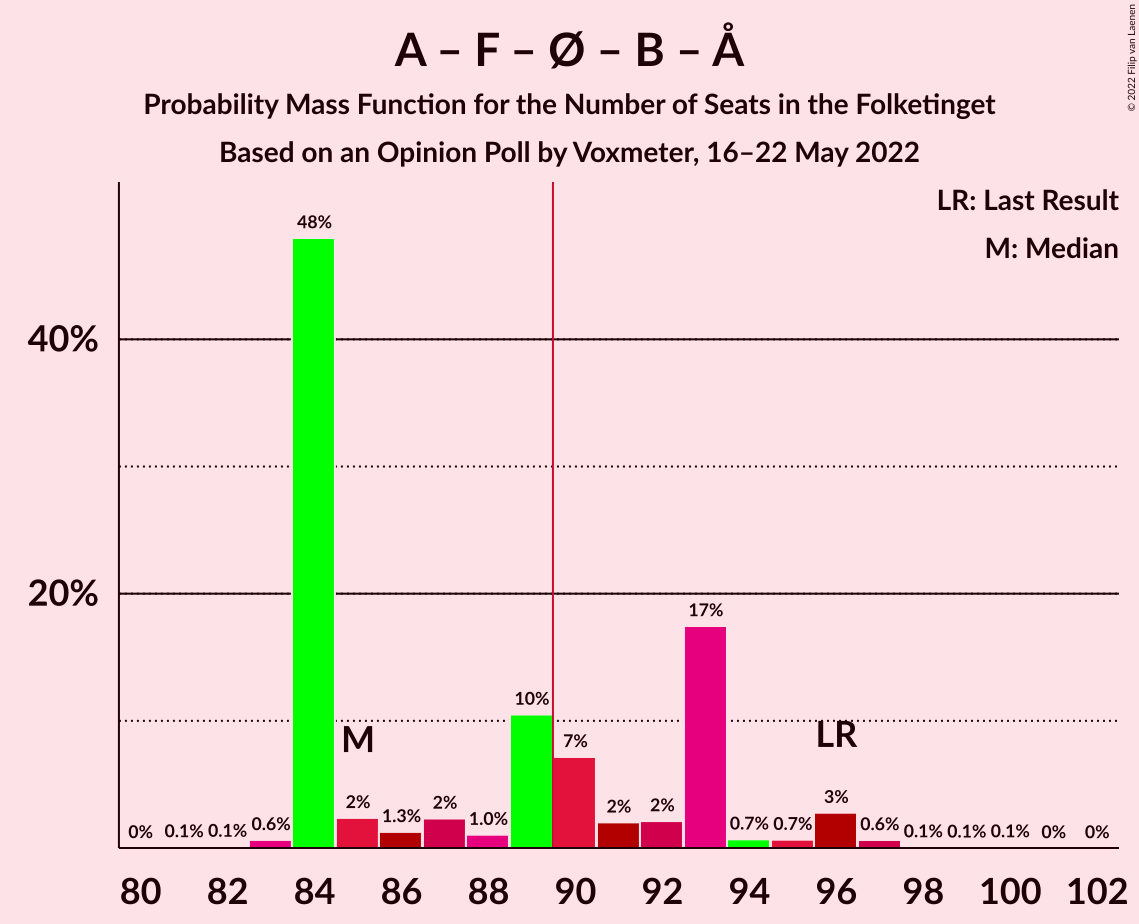 A – F – Ø – B – Å
Probability Mass Function for the Number of Seats in the Folketinget
Based on an Opinion Poll by Voxmeter, 16–22 May 2022
© 2022 Filip van Laenen
LR: Last Result
M: Median
40%
20%
0% 0.1% 0.1% 0.6% 48% 2% 1.3% 2% 1.0% 10% 7% 2% 2% 17% 0.7% 0.7% 3% 0.6% 0.1% 0.1% 0.1% 0% 0%
M
LR
80 82 84 86 88 90 92 94 96 98 100 102